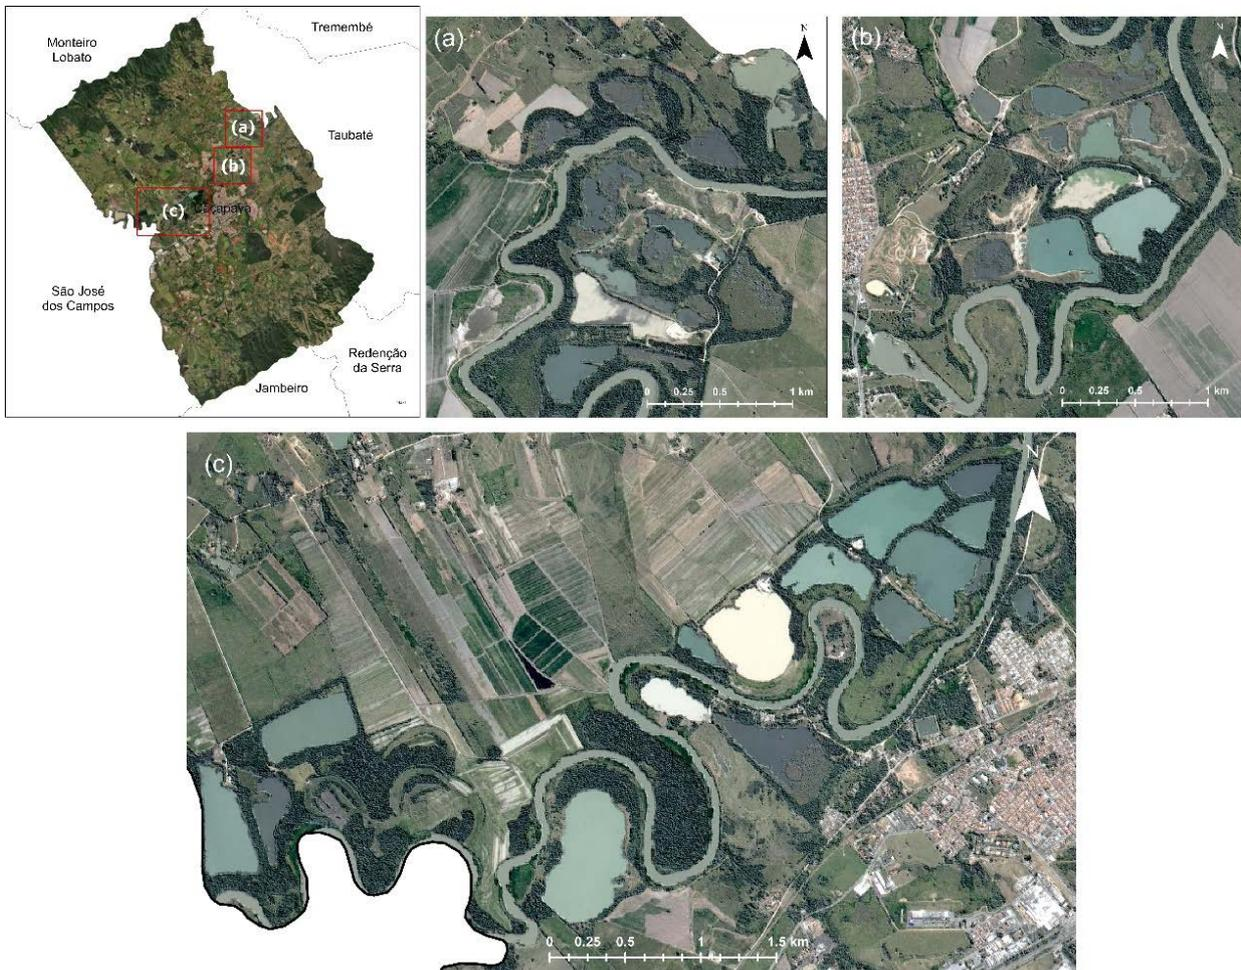 Tremembé
Monteiro
Lobato
Taubaté
(a)
(b)
(c)
São José
dos Campos
Redenção
da Serra
Jambeiro
(a)
N
0 0.25 0.5 1 km
(b)
N
0 0.25 0.5 1 km
(c)
N
0 0.25 0.5 1 1.5 km